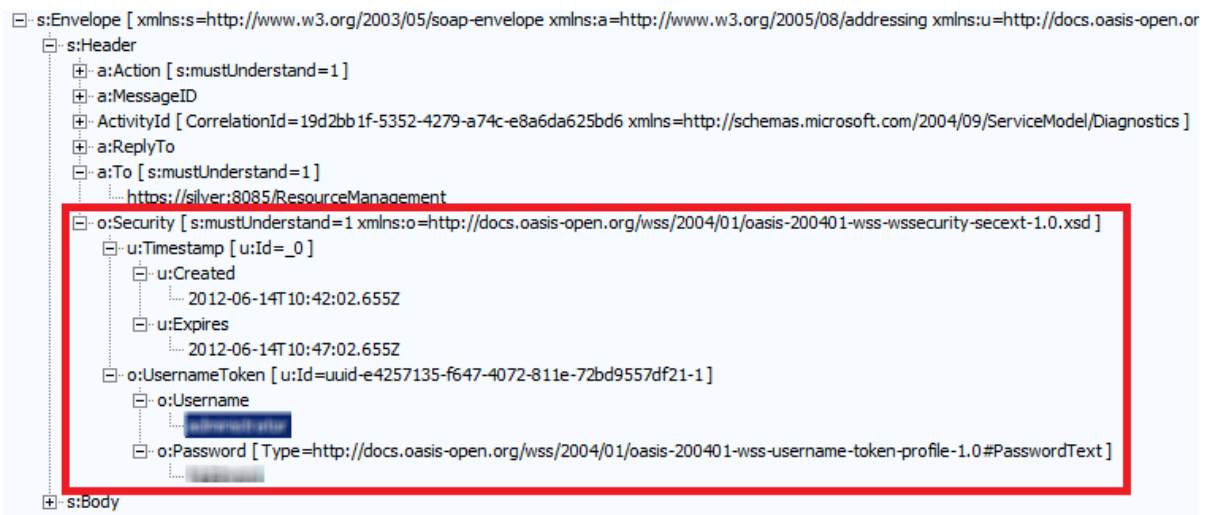 s:Envelope [ xmlns:s=http://www.w3.org/2003/05/soap-envelope xmlns:a=http://www.w3.org/2005/08/addressing xmlns:u=http://docs.oasis-open.or
s:Header
a:Action [ s:mustUnderstand=1 ]
a:MessageID
ActivityId [ CorrelationId=19d2bb1f-5352-4279-a74c-e8a6da625bd6 xmlns=http://schemas.microsoft.com/2004/09/ServiceModel/Diagnostics ]
a:ReplyTo
a:To [ s:mustUnderstand=1 ]
https://silver:8085/ResourceManagement
o:Security [ s:mustUnderstand=1 xmlns:o=http://docs.oasis-open.org/wss/2004/01/oasis-200401-wss-wssecurity-secext-1.0.xsd ]
u:Timestamp [ u:Id=_0 ]
u:Created
2012-06-14T10:42:02.655Z
u:Expires
2012-06-14T10:47:02.655Z
o:UsernameToken [ u:Id=uuid-e4257135-f647-4072-811e-72bd9557df21-1 ]
o:Username
o:Password [ Type=http://docs.oasis-open.org/wss/2004/01/oasis-200401-wss-username-token-profile-1.0#PasswordText ]
s:Body